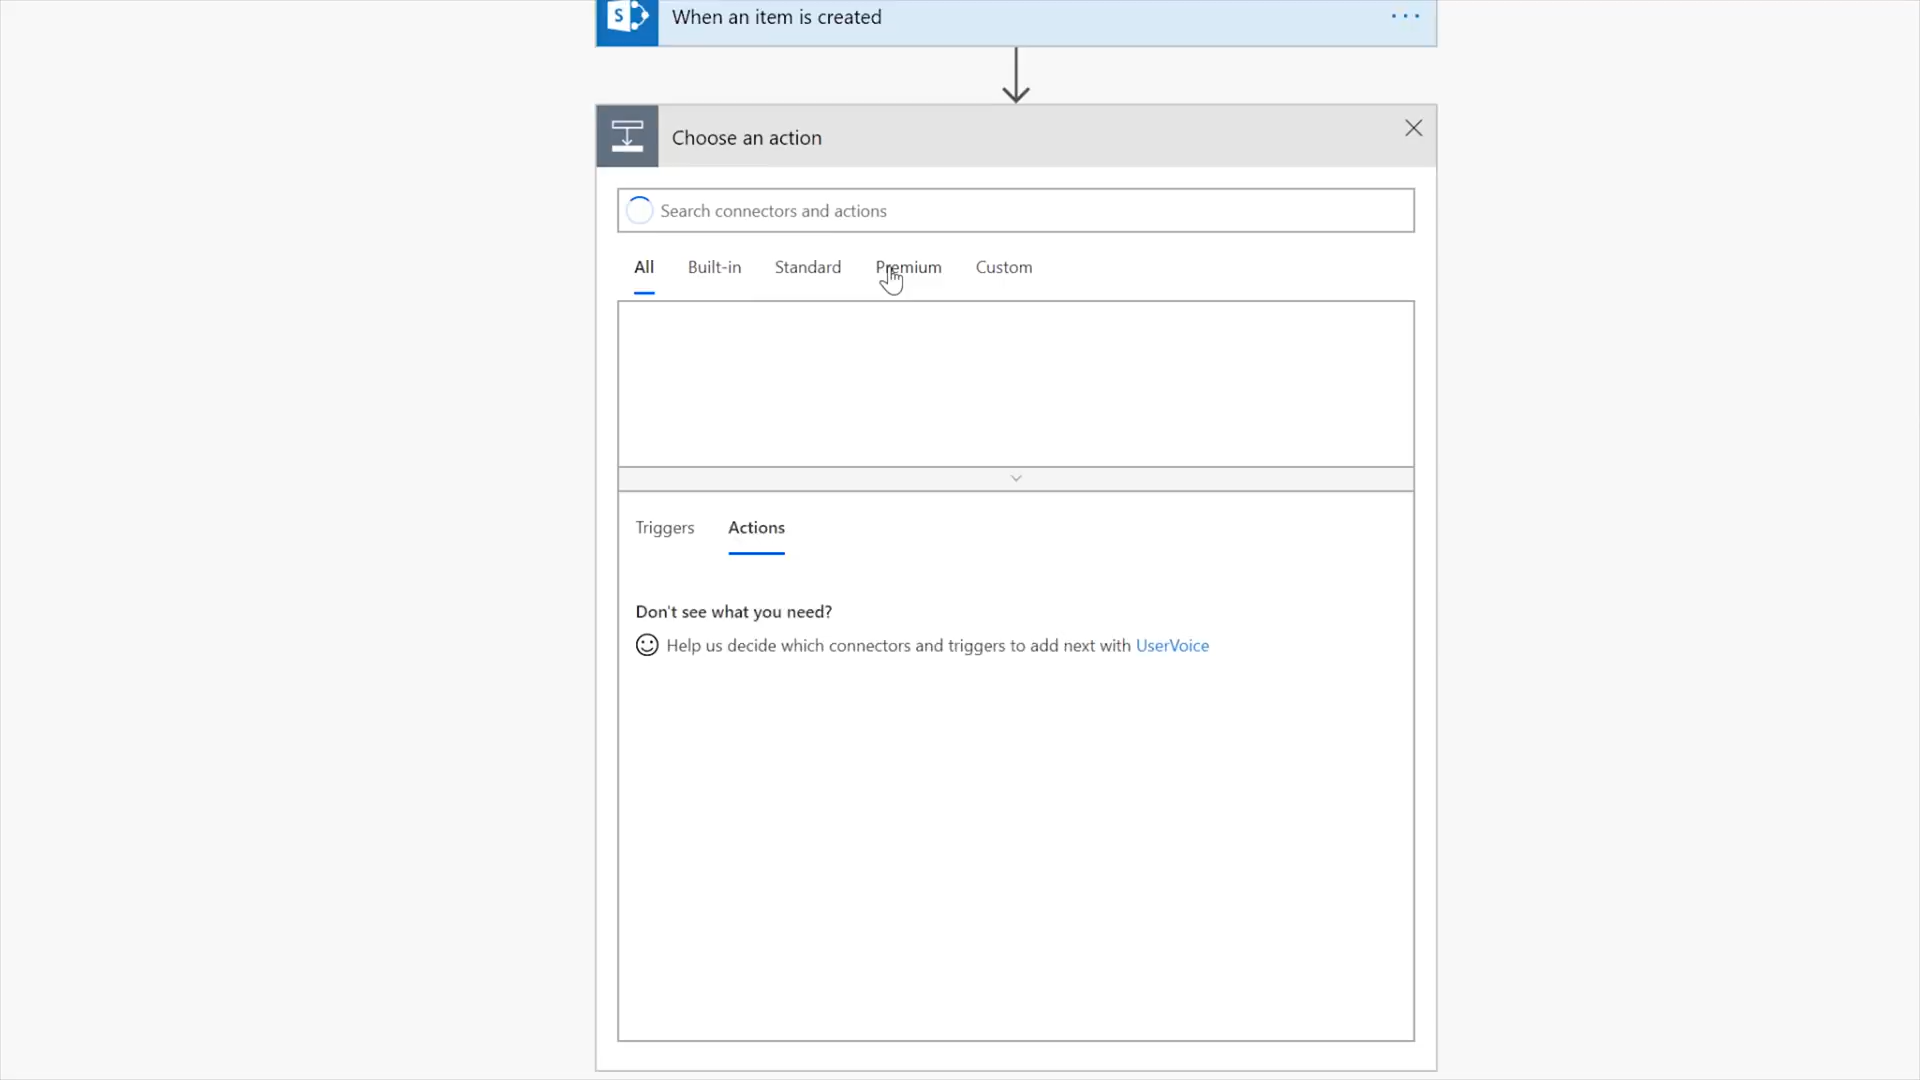 When an item is created
Choose an action
Search connectors and actions
All Built-in Standard Premium Custom
Triggers Actions
Don't see what you need?
Help us decide which connectors and triggers to add next with UserVoice